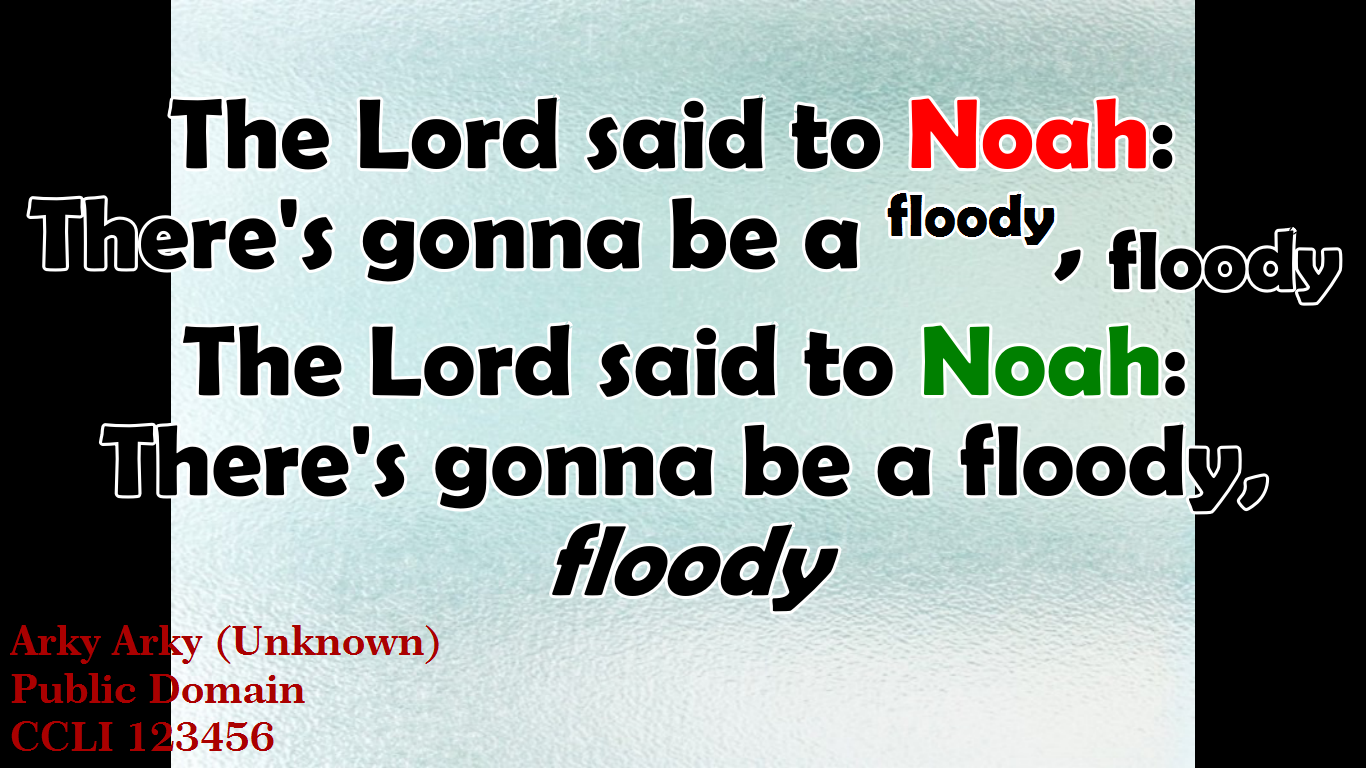 The Lord said to Noah:
There's gonna be a floody, floody
The Lord said to Noah:
There's gonna be a floody,
floody
Arky Arky (Unknown)
Public Domain
CCLI 123456